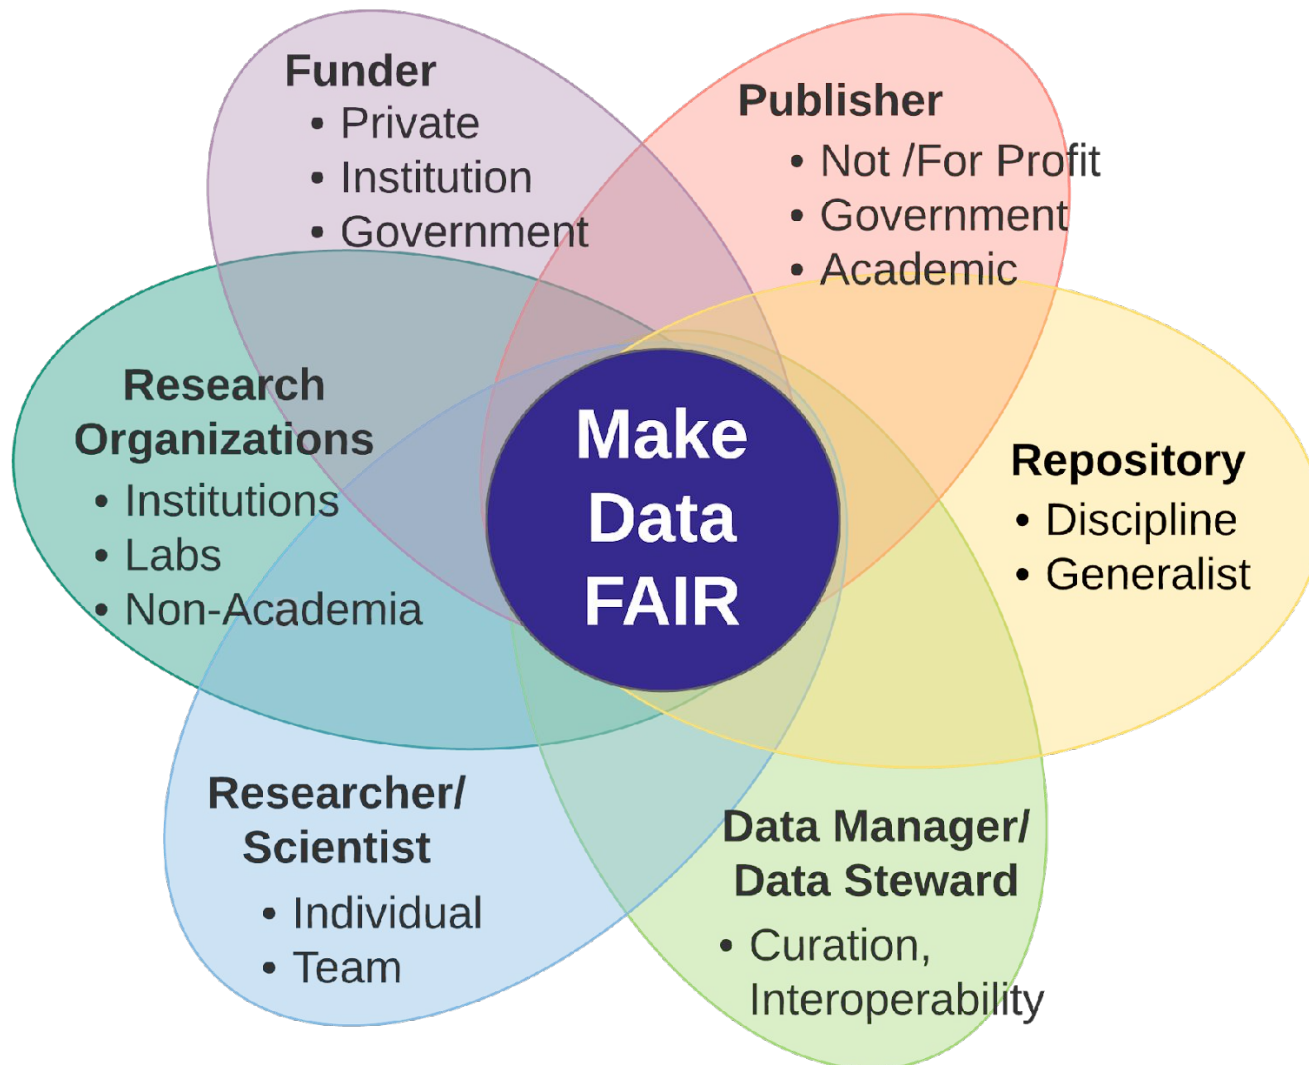 Funder
• Private
• Institution
• Government
Publisher
• Not /For Profit
• Government
• Academic
Research
Organizations
• Institutions
• Labs
• Non-Academia
Make
Data
FAIR
Repository
• Discipline
• Generalist
Researcher/
Scientist
• Individual
• Team
Data Manager/
Data Steward
• Curation,
Interoperability